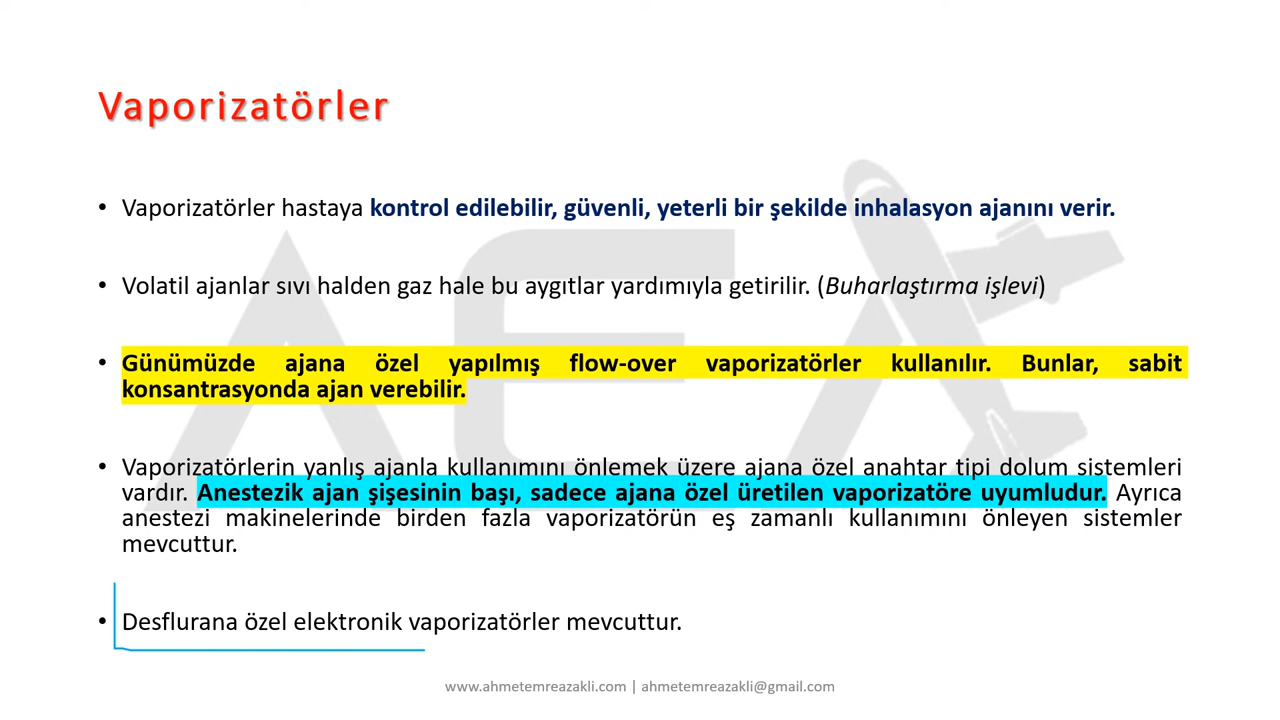 Vaporizatörler
• Vaporizatörler hastaya kontrol edilebilir, güvenli, yeterli bir şekilde inhalasyon ajanını verir.
• Volatil ajanlar sıvı halden gaz hale bu aygıtlar yardımıyla getirilir. (Buharlaştırma işlevi)
• Günümüzde ajana özel yapılmış flow-over vaporizatörler kullanılır. Bunlar, sabit
konsantrasyonda ajan verebilir.
• Vaporizatörlerin yanlış ajanla kullanımını önlemek üzere ajana özel anahtar tipi dolum sistemleri
vardır. Anestezik ajan şişesinin başı, sadece ajana özel üretilen vaporizatöre uyumludur. Ayrıca
anestezi makinelerinde birden fazla vaporizatörün eş zamanlı kullanımını önleyen sistemler
mevcuttur.
• Desflurana özel elektronik vaporizatörler mevcuttur.
www.ahmetemreazakli.com | ahmetemreazakli@gmail.com
AEA